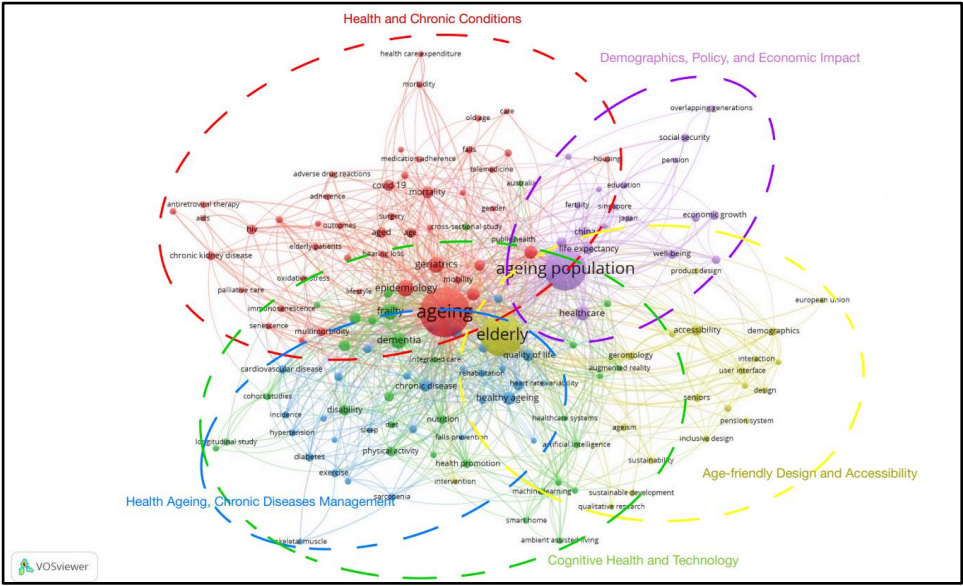 Health and Chronic Conditions
health care expenditure
Demographics, Policy, and Economic Impact
morbidity
overlapping generations
care
old age
social security
falls
medication adherence
housing
pension
telemedicine
adverse drug reactions
covid-19
mortality
australia
education
adherence
antiretroviral therapy
aids
surgery
gender
fertility
singapore
japan
economic growth
hiv
outcomes
aged
age
cross-sectional study
china
public health
elderly patients
hearing loss
life expectancy
well-being
chronic kidney disease
geriatrics
ageing population
product design
oxidative stress
mobility
palliative care
lifestyle
epidemiology
european union
immunosenescence
frailty
ageing
healthcare
senescence
multimorbidity
elderly
accessibility
demographics
dementia
integrated care
quality of life
gerontology
interaction
cardiovascular disease
rehabilitation
augmented reality
user interface
chronic disease
heart rate variability
design
cohort studies
healthy ageing
seniors
disability
incidence
nutrition
healthcare systems
pension system
diet
ageism
hypertension
sleep
falls prevention
inclusive design
longitudinal study
artificial intelligence
physical activity
diabetes
health promotion
sustainability
exercise
intervention
Age-friendly Design and Accessibility
machine learning
sustainable development
sarcopenia
Health Ageing, Chronic Diseases Management
qualitative research
smart home
skeletal muscle
ambient assisted living
Cognitive Health and Technology
VOSviewer